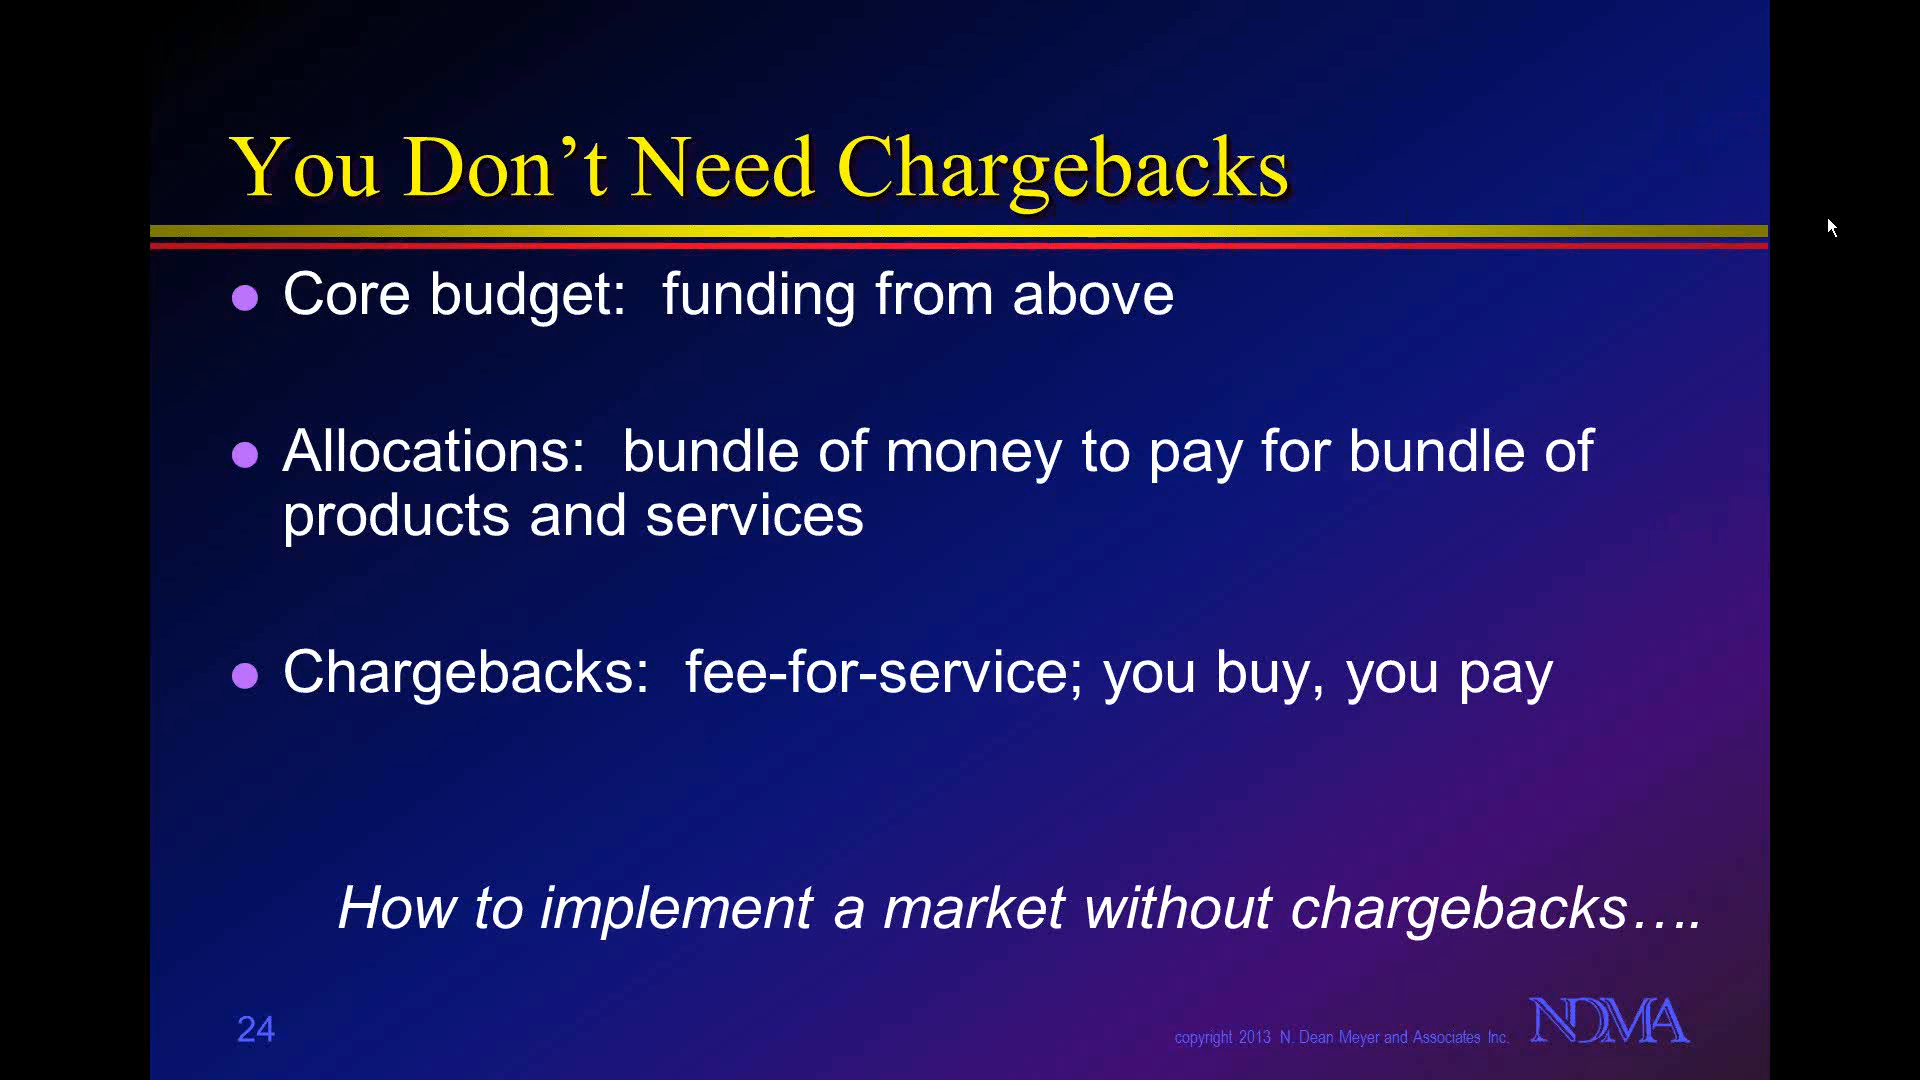 You Don’t Need Chargebacks
Core budget:  funding from above
Allocations:  bundle of money to pay for bundle of
products and services
Chargebacks:  fee-for-service; you buy, you pay
How to implement a market without chargebacks….
24
copyright 2013 N. Dean Meyer and Associates Inc.
NDMA